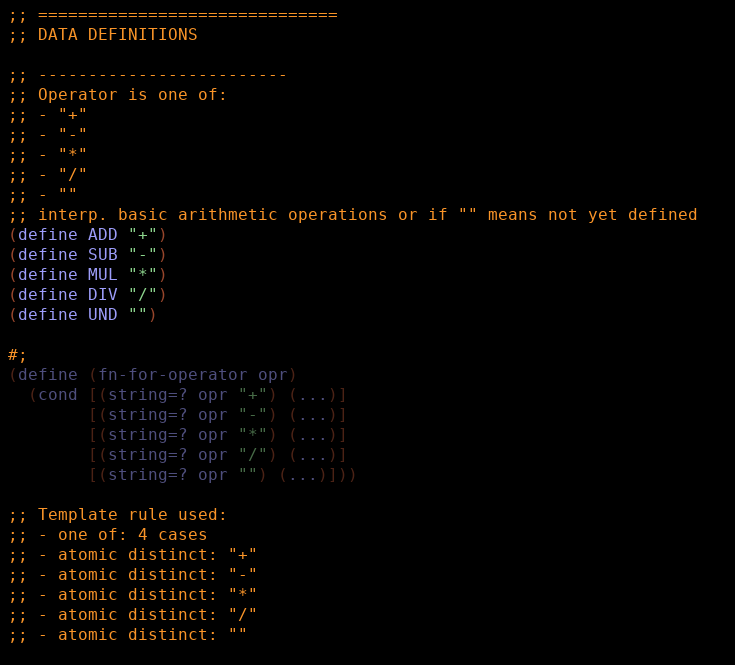 ;; ==============================
;; DATA DEFINITIONS
;; -------------------------
;; Operator is one of:
;; - "+"
;; - "-"
;; - "*"
;; - "/"
;; - ""
;; interp. basic arithmetic operations or if "" means not yet defined
(define ADD "+")
(define SUB "-")
(define MUL "*")
(define DIV "/")
(define UND "")
#;
(define (fn-for-operator opr)
  (cond [(string=? opr "+") (...)]
        [(string=? opr "-") (...)]
        [(string=? opr "*") (...)]
        [(string=? opr "/") (...)]
        [(string=? opr "") (...)]))
;; Template rule used:
;; - one of: 4 cases
;; - atomic distinct: "+"
;; - atomic distinct: "-"
;; - atomic distinct: "*"
;; - atomic distinct: "/"
;; - atomic distinct: ""